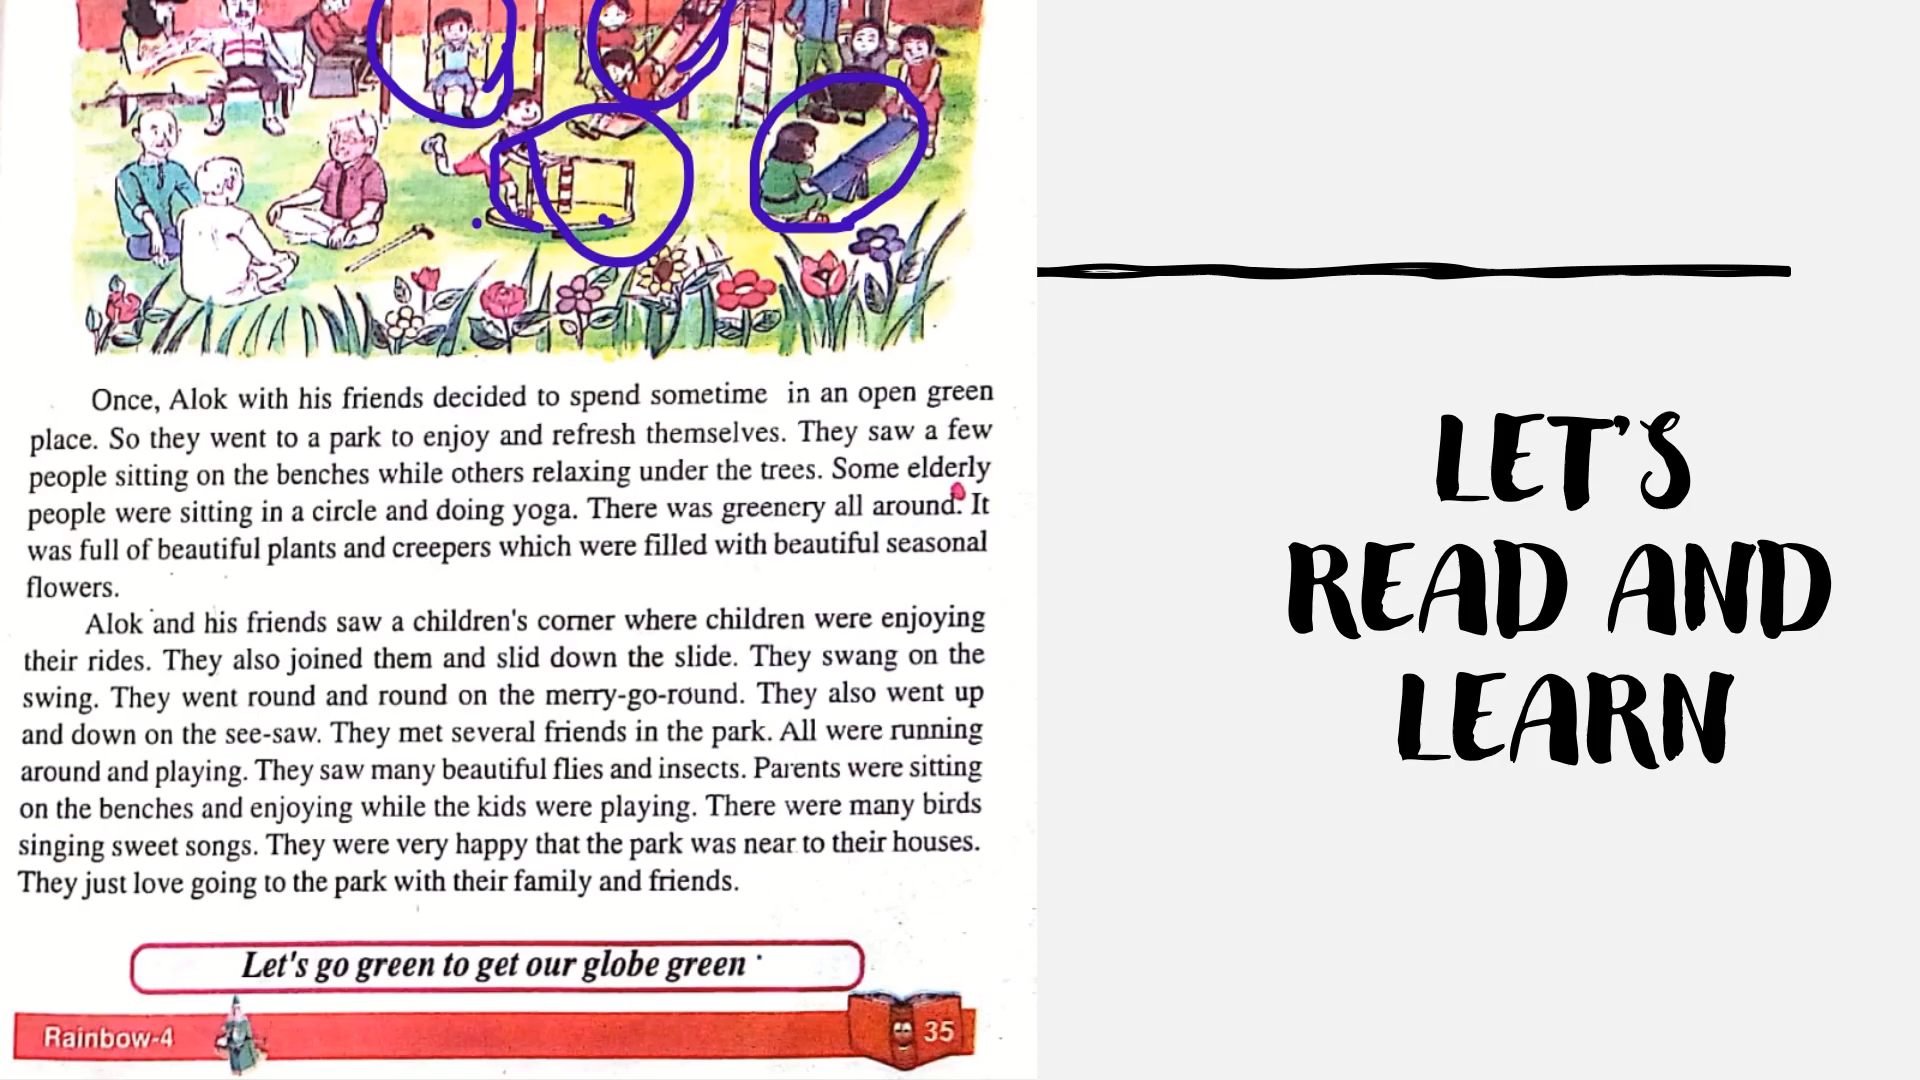 Once, Alok with his friends decided to spend sometime in an open green
place. So they went to a park to enjoy and refresh themselves. They saw a few
people sitting on the benches while others relaxing under the trees. Some elderly
people were sitting in a circle and doing yoga. There was greenery all around. It
was full of beautiful plants and creepers which were filled with beautiful seasonal
flowers.
Alok and his friends saw a children's corner where children were enjoying
their rides. They also joined them and slid down the slide. They swang on the
swing. They went round and round on the merry-go-round. They also went up
and down on the see-saw. They met several friends in the park. All were running
around and playing. They saw many beautiful flies and insects. Parents were sitting
on the benches and enjoying while the kids were playing. There were many birds
singing sweet songs. They were very happy that the park was near to their houses.
They just love going to the park with their family and friends.
Let's go green to get our globe green
Rainbow-4
35
LET'S
READ AND
LEARN